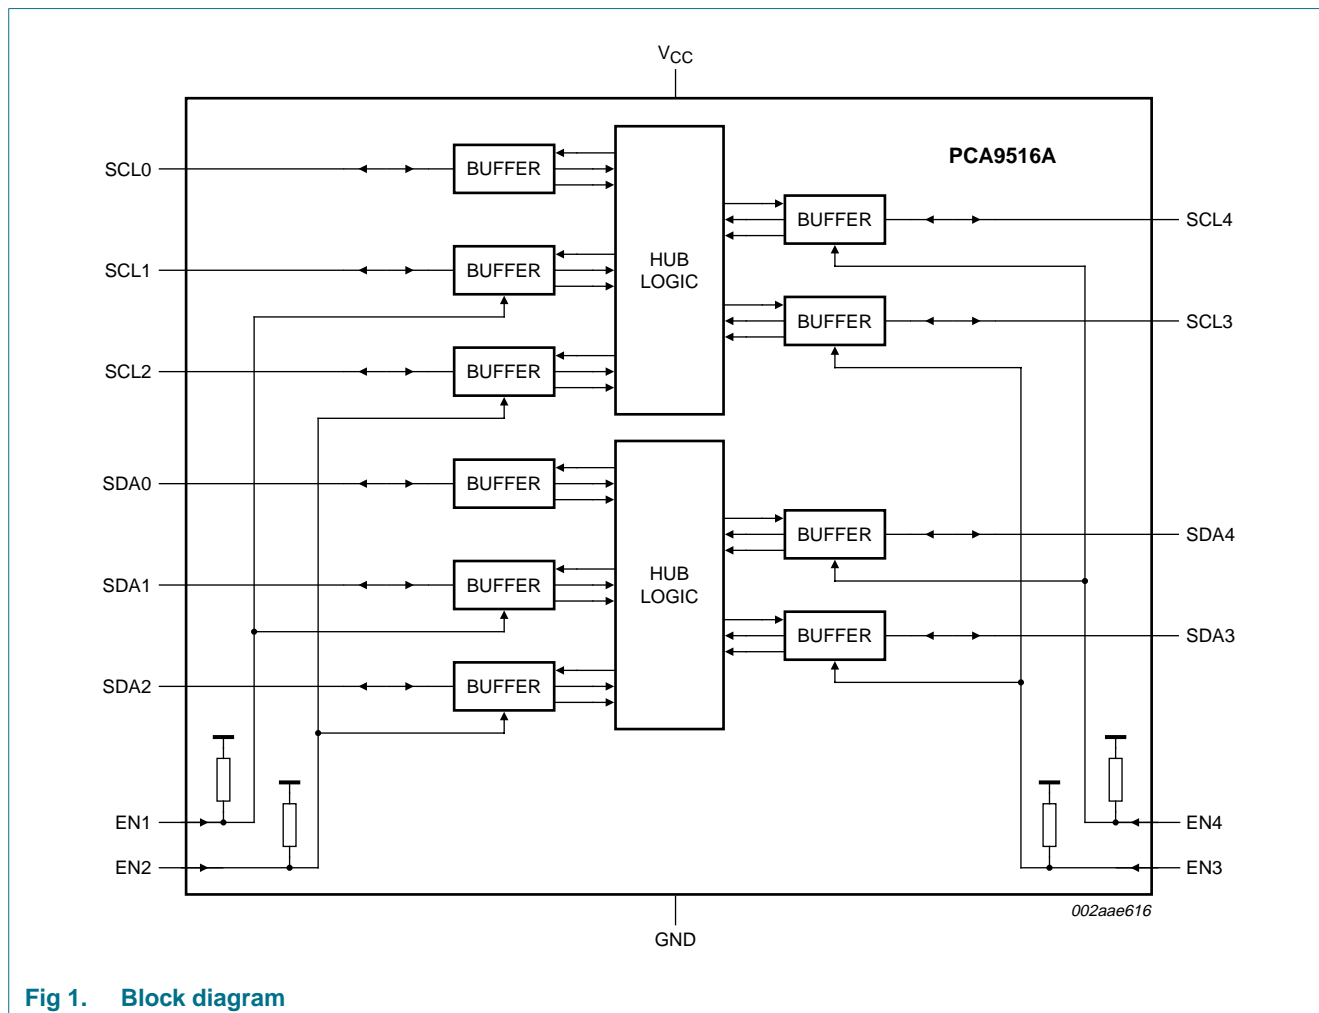 VCC
PCA9516A
SCL0
BUFFER
BUFFER
SCL4
SCL1
BUFFER
HUB
LOGIC
BUFFER
SCL3
SCL2
BUFFER
SDA0
BUFFER
BUFFER
SDA4
SDA1
BUFFER
HUB
LOGIC
BUFFER
SDA3
SDA2
BUFFER
EN1
EN4
EN2
EN3
002aae616
GND
Fig 1. Block diagram